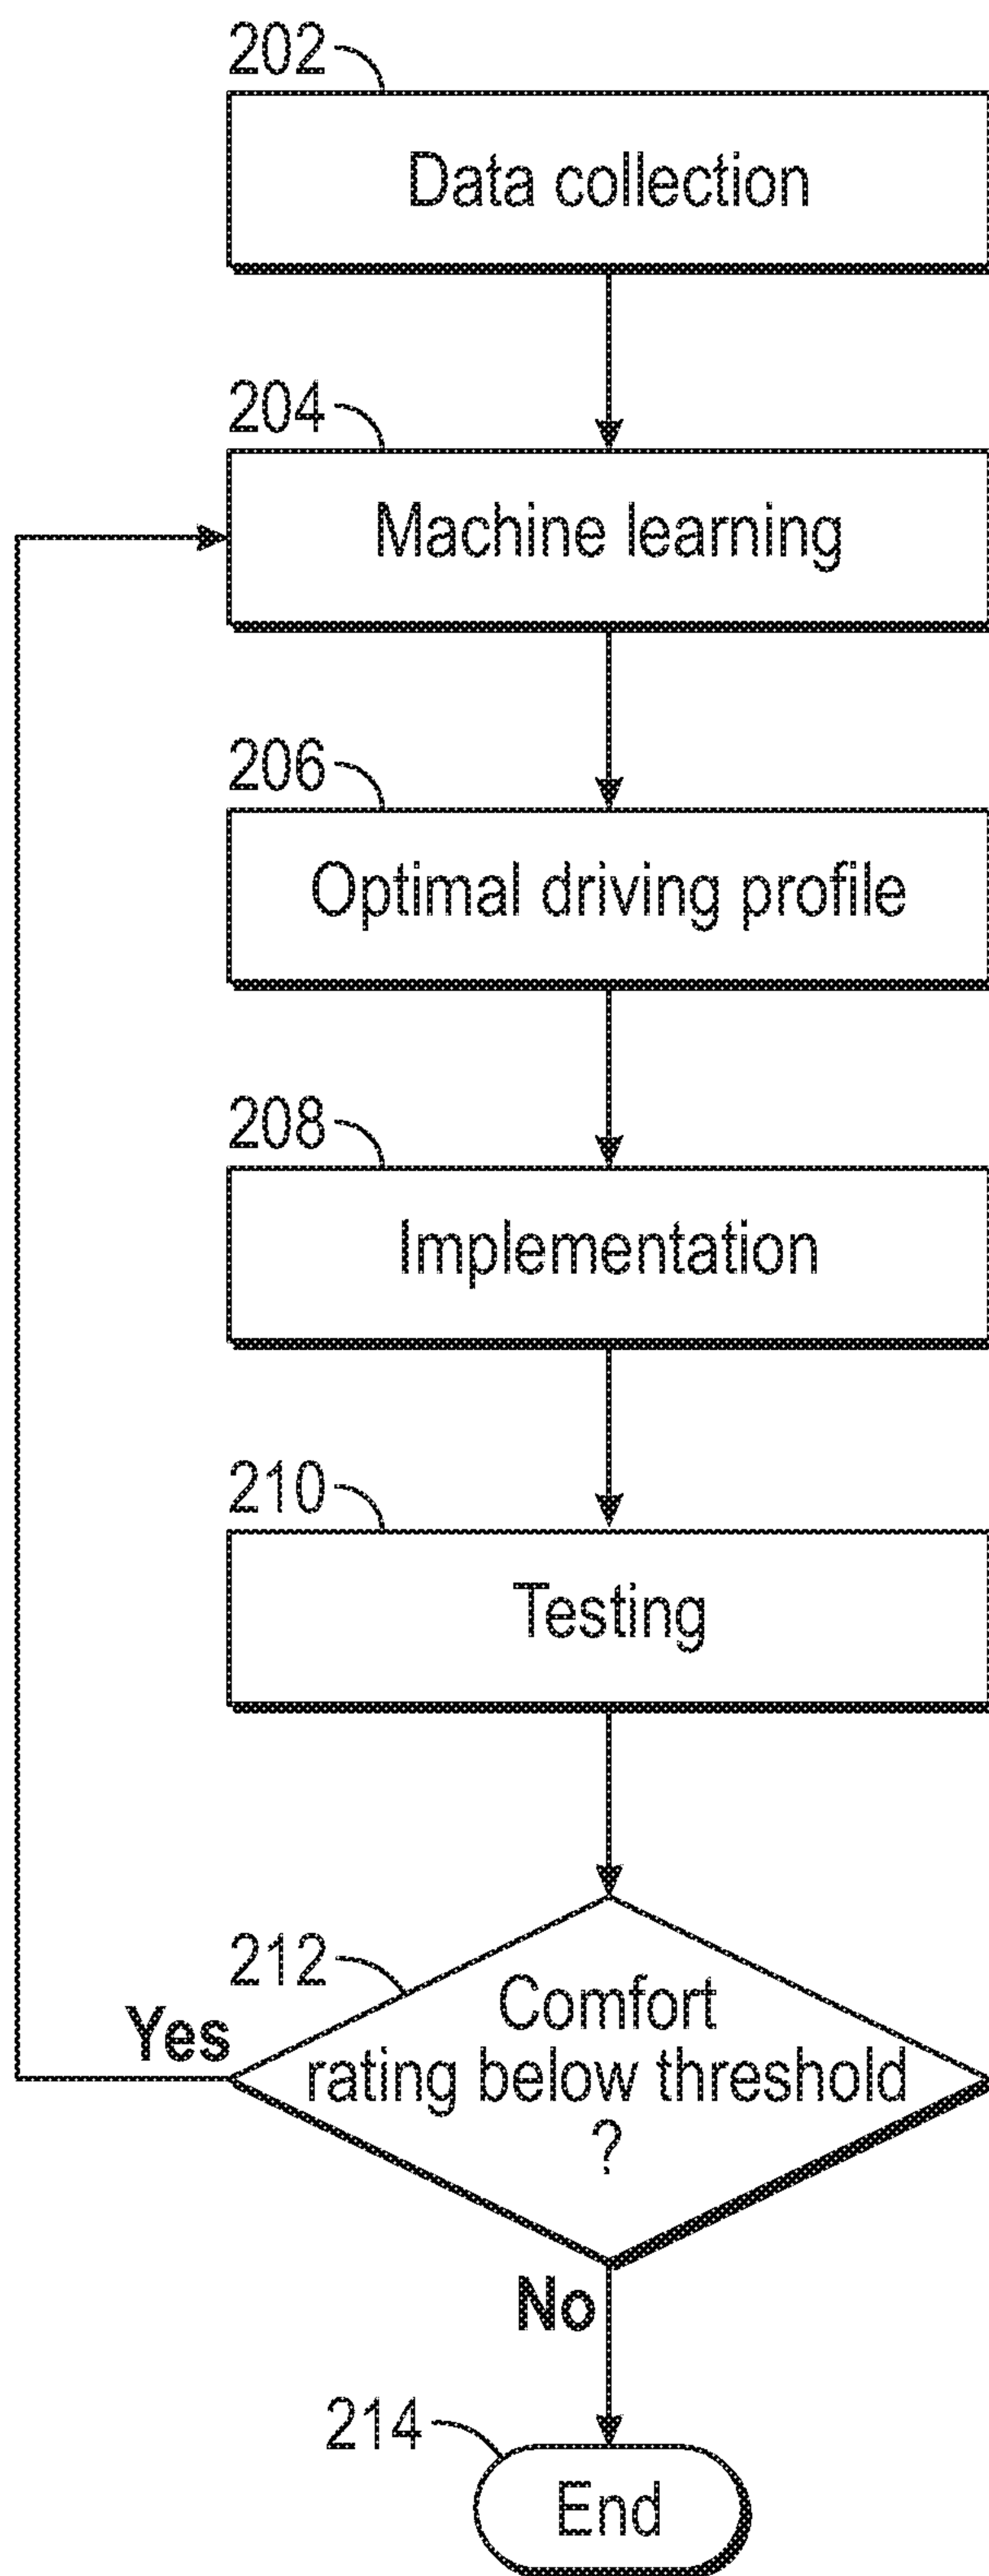 202
Data collection
204
Machine learning
206
Optimal driving profile
208
Implementation
210
Testing
212
Comfort
rating below threshold
?
Yes
No
214
End